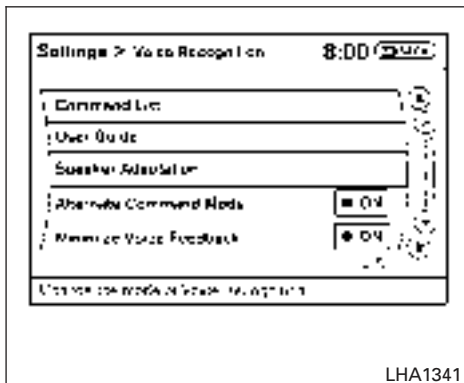 Settings > Voice Recognition 8:00
Command List
User Guide
Speaker Adaptation
Alternate Command Mode ON
Minimize Voice Feedback ON
LHA1341